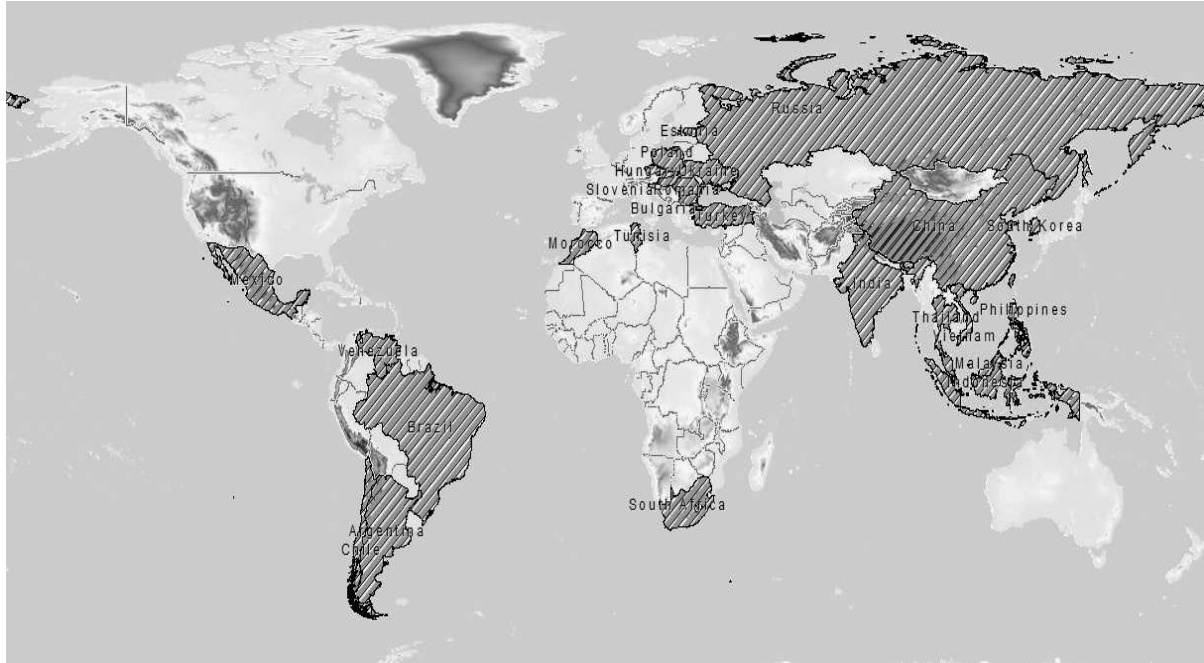 Russia
Estonia
Poland
Hungary
Ukraine
Slovenia
Romania
Bulgaria
Turkey
Tunisia
Morocco
China
South Korea
Mexico
India
Philippines
Thailand
Vietnam
Venezuela
Malaysia
Indonesia
Brazil
South Africa
Argentina
Chile